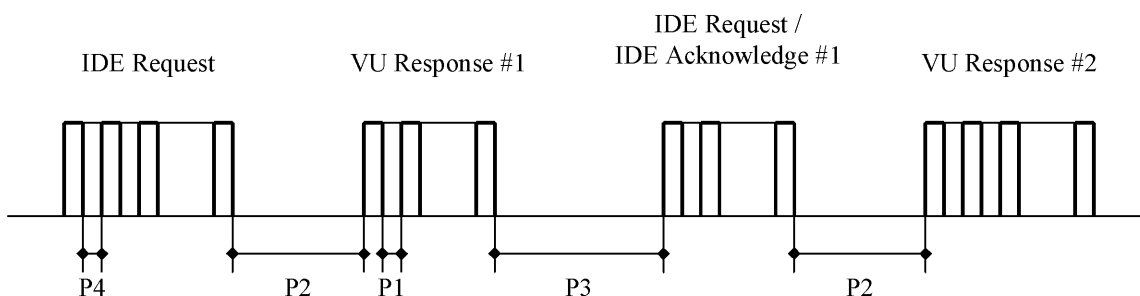 IDE Request
VU Response #1
IDE Request /
IDE Acknowledge #1
VU Response #2
P4
P2
P1
P3
P2